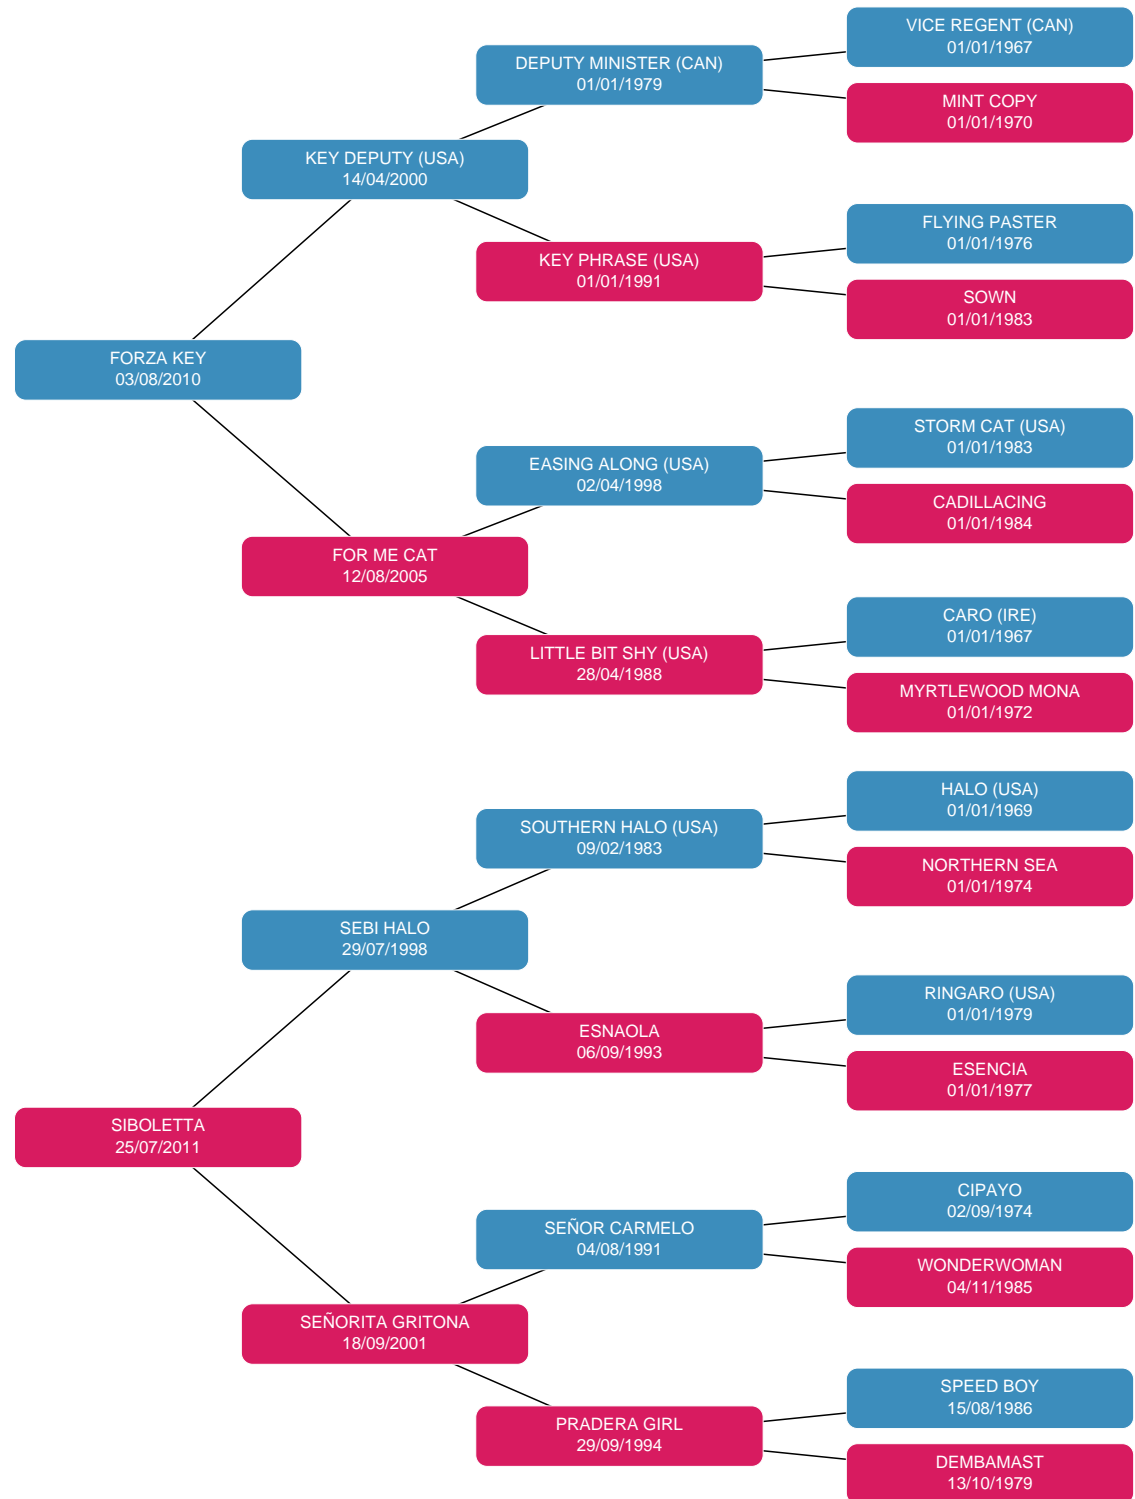 VICE REGENT (CAN)
01/01/1967
DEPUTY MINISTER (CAN)
01/01/1979
MINT COPY
01/01/1970
KEY DEPUTY (USA)
14/04/2000
FLYING PASTER
01/01/1976
KEY PHRASE (USA)
01/01/1991
SOWN
01/01/1983
FORZA KEY
03/08/2010
STORM CAT (USA)
01/01/1983
EASING ALONG (USA)
02/04/1998
CADILLACING
01/01/1984
FOR ME CAT
12/08/2005
CARO (IRE)
01/01/1967
LITTLE BIT SHY (USA)
28/04/1988
MYRTLEWOOD MONA
01/01/1972
HALO (USA)
01/01/1969
SOUTHERN HALO (USA)
09/02/1983
NORTHERN SEA
01/01/1974
SEBI HALO
29/07/1998
RINGARO (USA)
01/01/1979
ESNAOLA
06/09/1993
ESENCIA
01/01/1977
SIBOLETTA
25/07/2011
CIPAYO
02/09/1974
SEÑOR CARMELO
04/08/1991
WONDERWOMAN
04/11/1985
SEÑORITA GRITONA
18/09/2001
SPEED BOY
15/08/1986
PRADERA GIRL
29/09/1994
DEMBAMAST
13/10/1979